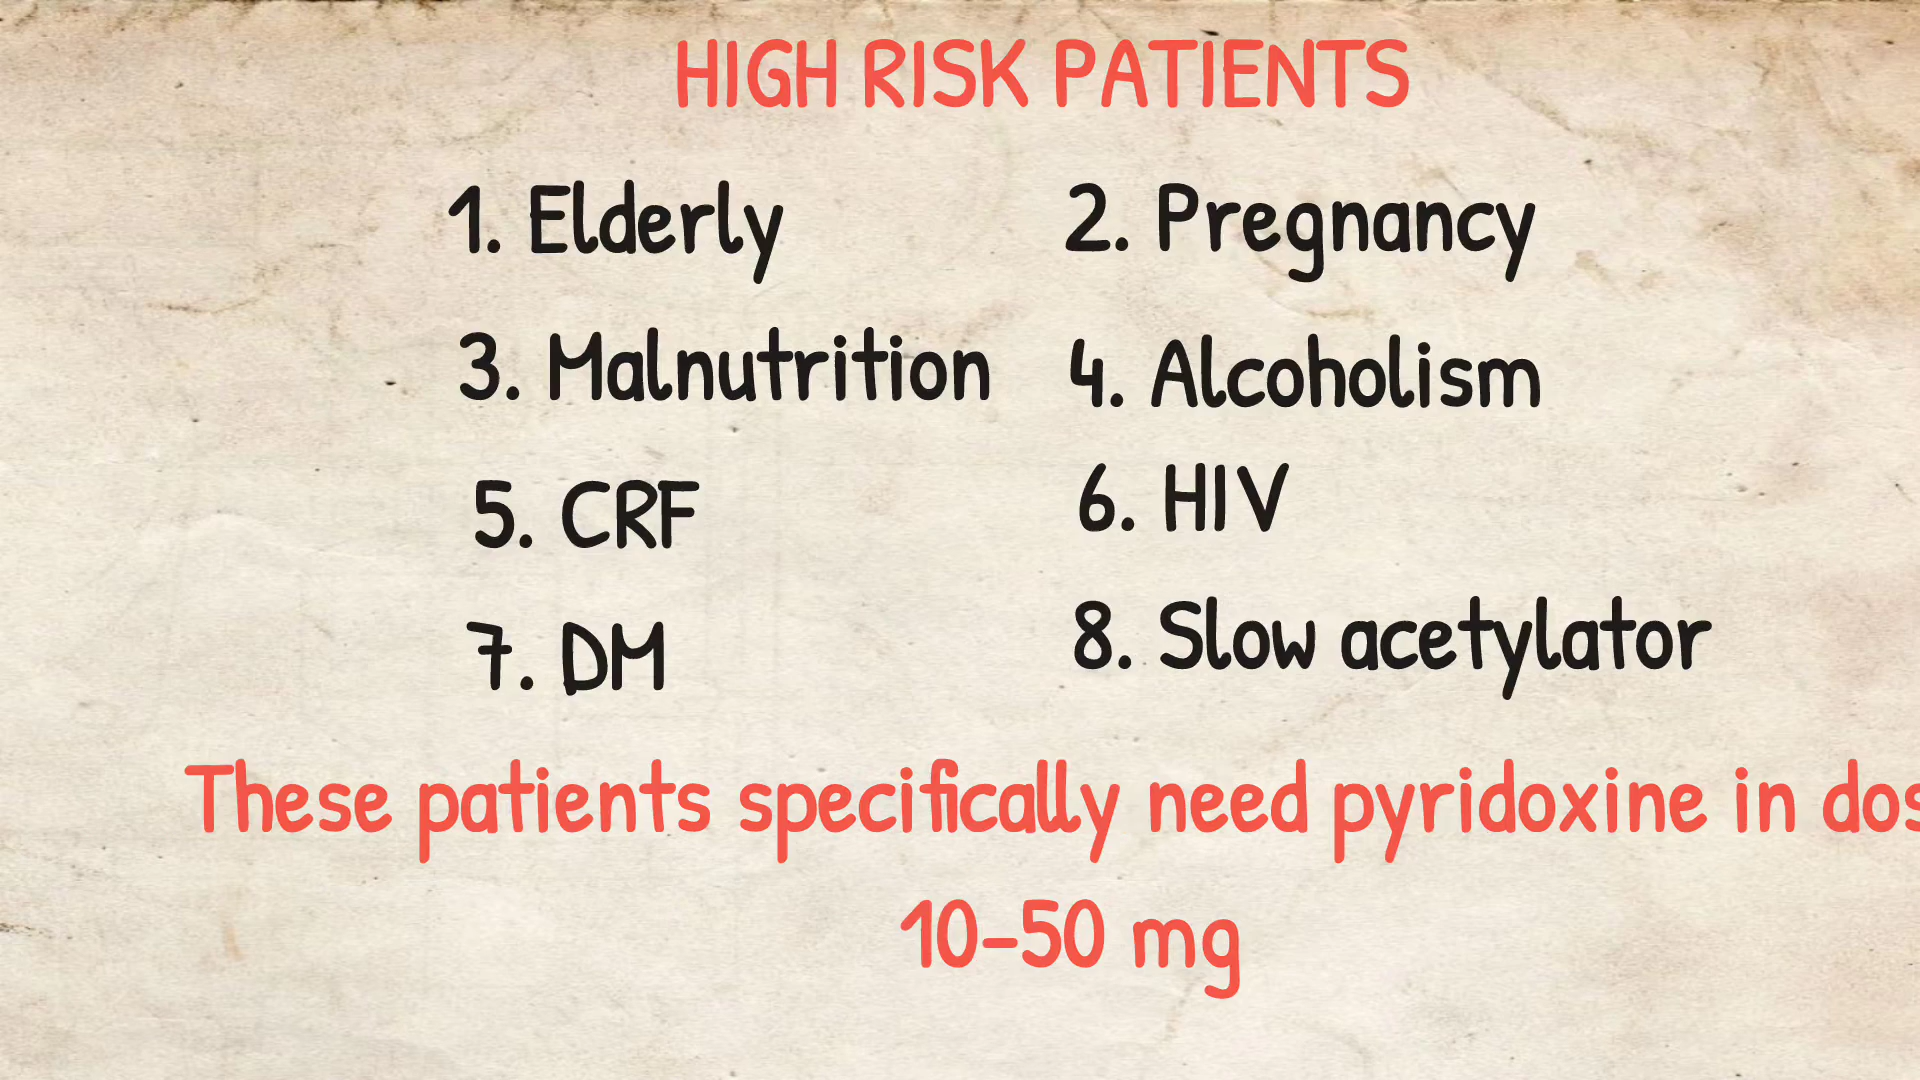 HIGH RISK PATIENTS
1. Elderly 2. Pregnancy
3. Malnutrition 4. Alcoholism
5. CRF 6. HIV
7. DM 8. Slow acetylator
These patients specifically need pyridoxine in
10-50 mg